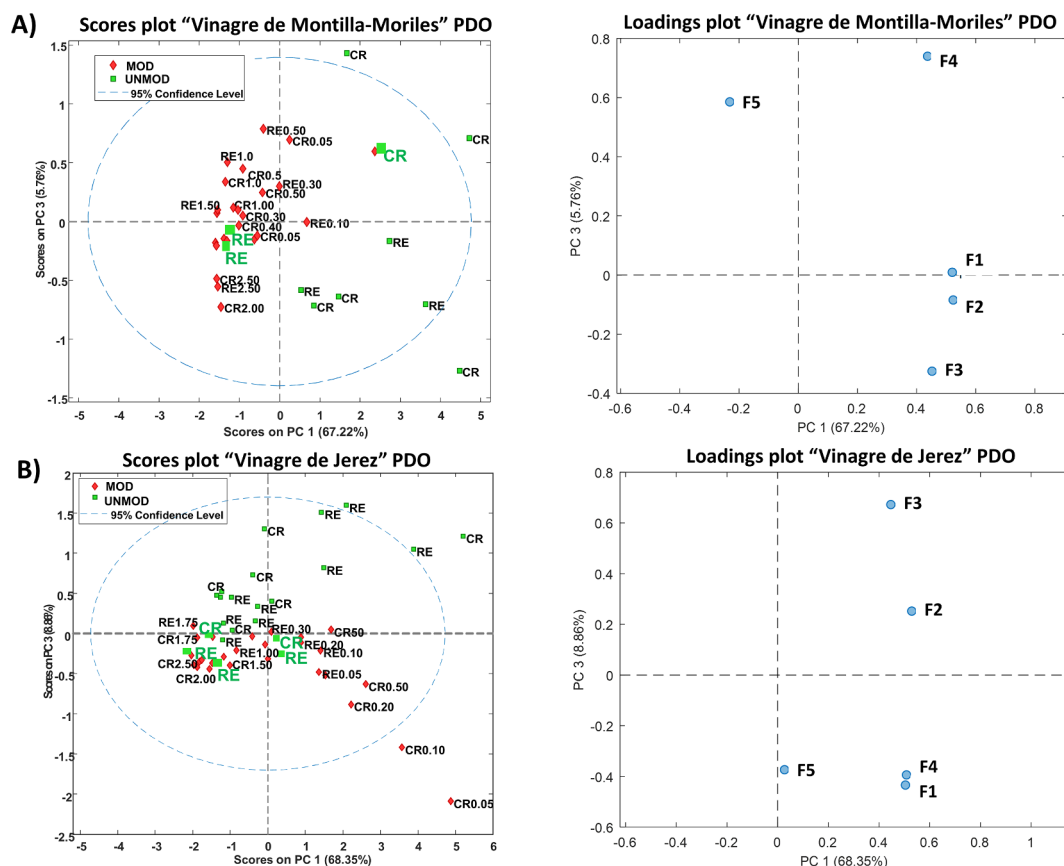 A)
Scores plot “Vinagre de Montilla-Moriles” PDO
MOD
UNMOD
95% Confidence Level
1.5
1
0.5
0
-0.5
-1
-1.5
Scores on PC 3 (5.76%)
CR
CR
RE0.50
CR0.05
CR
RE1.0
CR0.5
CR1.0
RE0.30
CR0.50
RE1.50
CR1.00
CR0.30
RE0.10
CR0.40
RE
CR0.05
RE
RE
CR2.50
RE2.50
RE
CR
CR2.00
CR
RE
CR
-5 -4 -3 -2 -1 0 1 2 3 4 5
Scores on PC 1 (67.22%)
Loadings plot “Vinagre de Montilla-Moriles” PDO
0.8
0.6
0.4
0.2
0
-0.2
-0.4
PC 3 (5.76%)
F4
F5
F1
F2
F3
-0.6 -0.4 -0.2 0 0.2 0.4 0.6 0.8
PC 1 (67.22%)
B)
Scores plot “Vinagre de Jerez” PDO
MOD
UNMOD
95% Confidence Level
2
1.5
1
0.5
0
-0.5
-1
-1.5
-2
-2.5
Scores on PC 3 (8.86%)
RE
RE
CR
CR
RE
RE
CR
CR
RE
CR
RE
RE1.75
CR
RE
CR
RE
RE0.30
CR50
CR1.75
RE
CR
RE0.20
RE
RE1.00
RE
RE0.10
CR2.50
CR1.50
CR2.00
RE
RE0.05
CR0.50
CR0.20
CR0.10
CR0.05
-5 -4 -3 -2 -1 0 1 2 3 4 5 6
Scores on PC 1 (68.35%)
Loadings plot “Vinagre de Jerez” PDO
0.8
0.6
0.4
0.2
0
-0.2
-0.4
-0.6
PC 3 (8.86%)
F3
F2
F5
F4
F1
-0.6 -0.4 -0.2 0 0.2 0.4 0.6 0.8 1
PC 1 (68.35%)